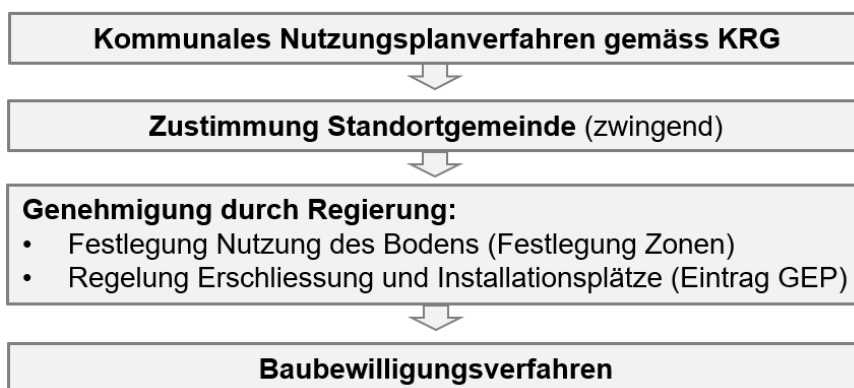 Kommunales Nutzungsplanverfahren gemäss KRG
Zustimmung Standortgemeinde (zwingend)
Genehmigung durch Regierung:
• Festlegung Nutzung des Bodens (Festlegung Zonen)
• Regelung Erschliessung und Installationsplätze (Eintrag GEP)
Baubewilligungsverfahren